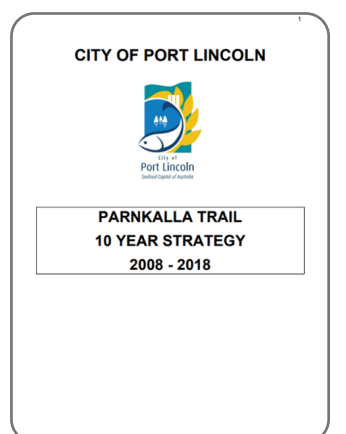 1
CITY OF PORT LINCOLN
City of
Port Lincoln
Seafood Capital of Australia
PARNKALLA TRAIL
10 YEAR STRATEGY
2008 - 2018